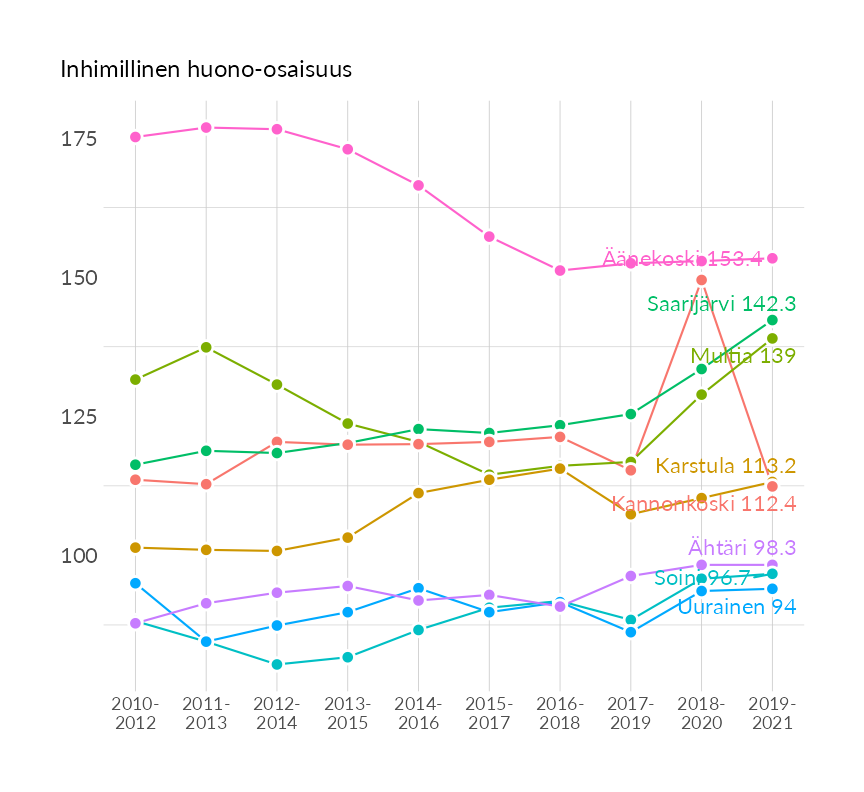 Inhimillinen huono-osaisuus
175
150
125
100
Äänekoski 153.4
Saarijärvi 142.3
Multia 139
Karstula 113.2
Kannonkoski 112.4
Ähtäri 98.3
Soini 96.7
Uurainen 94
2010-
2012
2011-
2013
2012-
2014
2013-
2015
2014-
2016
2015-
2017
2016-
2018
2017-
2019
2018-
2020
2019-
2021